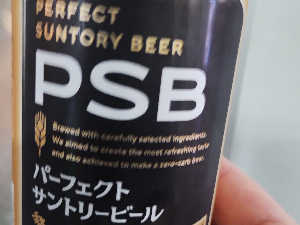 PERFECT
SUNTORY BEER
PSB
Brewed with carefully selected ingredients.
We aimed to create the most refreshing taste
and also achieved to make a zero-carb beer.
パーフェクト
サントリービール